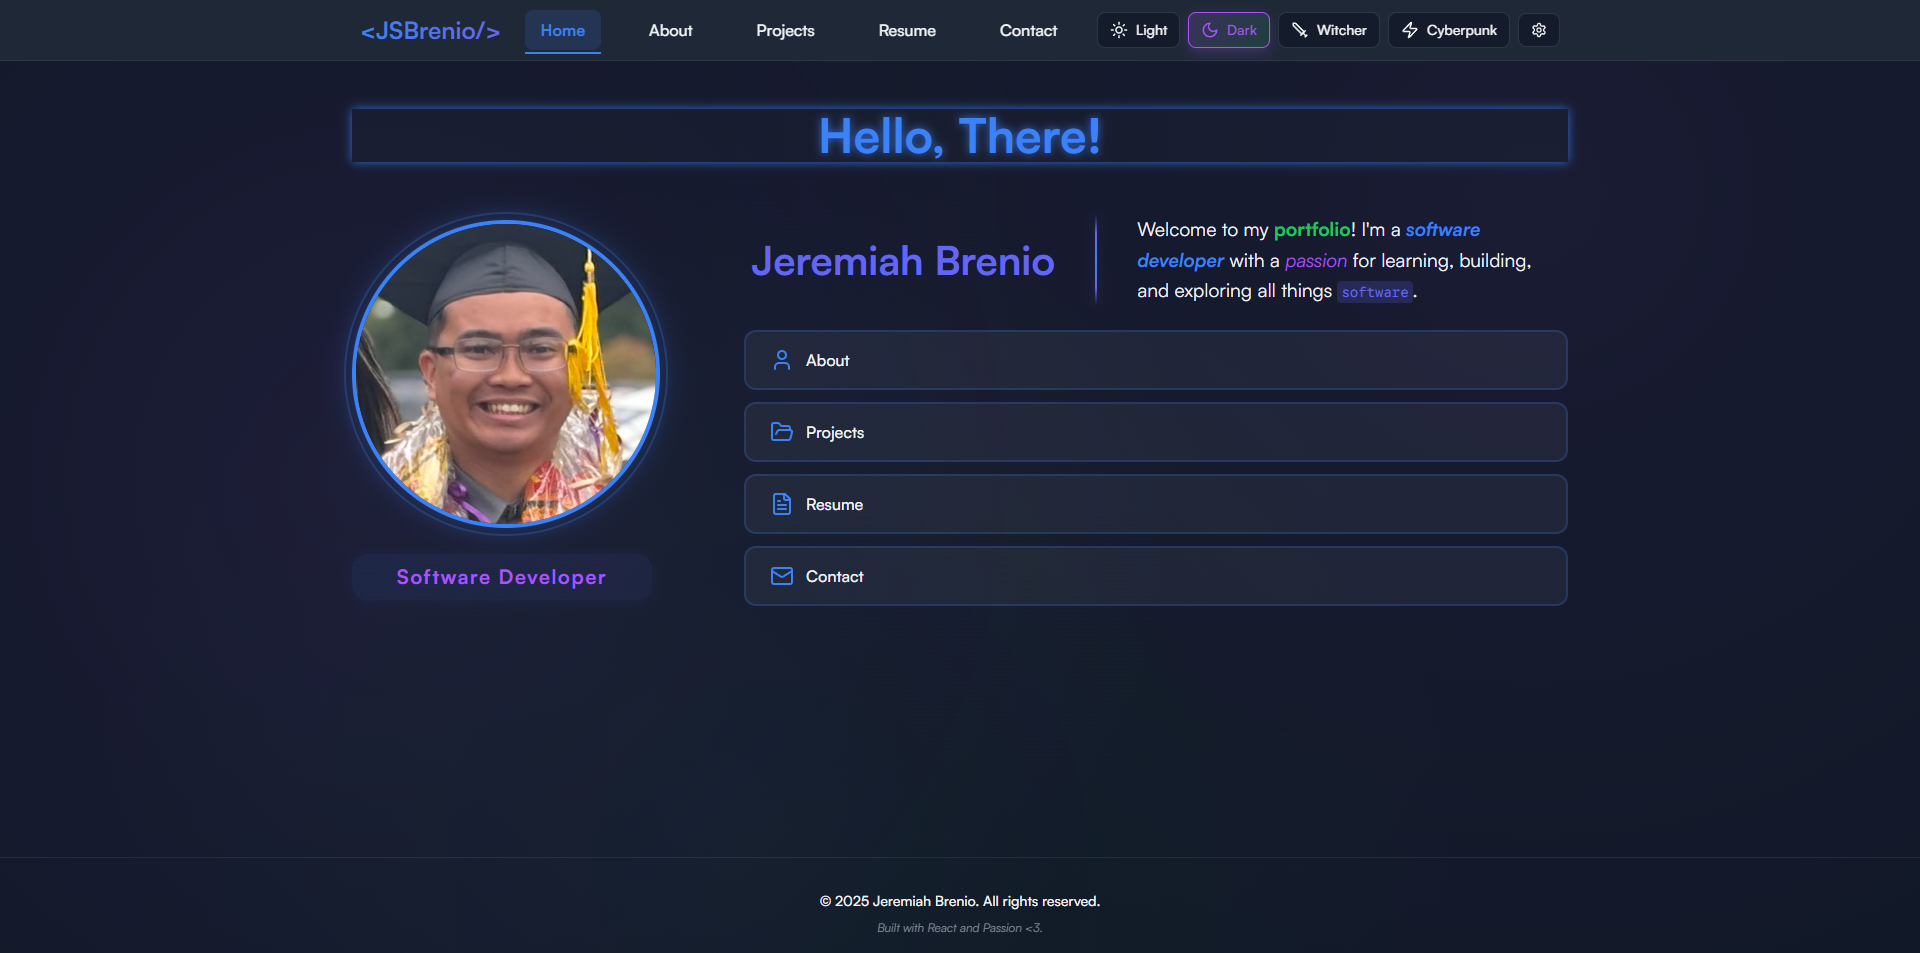 <JSBrenio/>
Home
About
Projects
Resume
Contact
Light
Dark
Witcher
Cyberpunk
Hello, There!
Jeremiah Brenio
Welcome to my portfolio! I'm a software
developer with a passion for learning, building,
and exploring all things software.
About
Projects
Resume
Contact
Software Developer
© 2025 Jeremiah Brenio. All rights reserved.
Built with React and Passion <3.